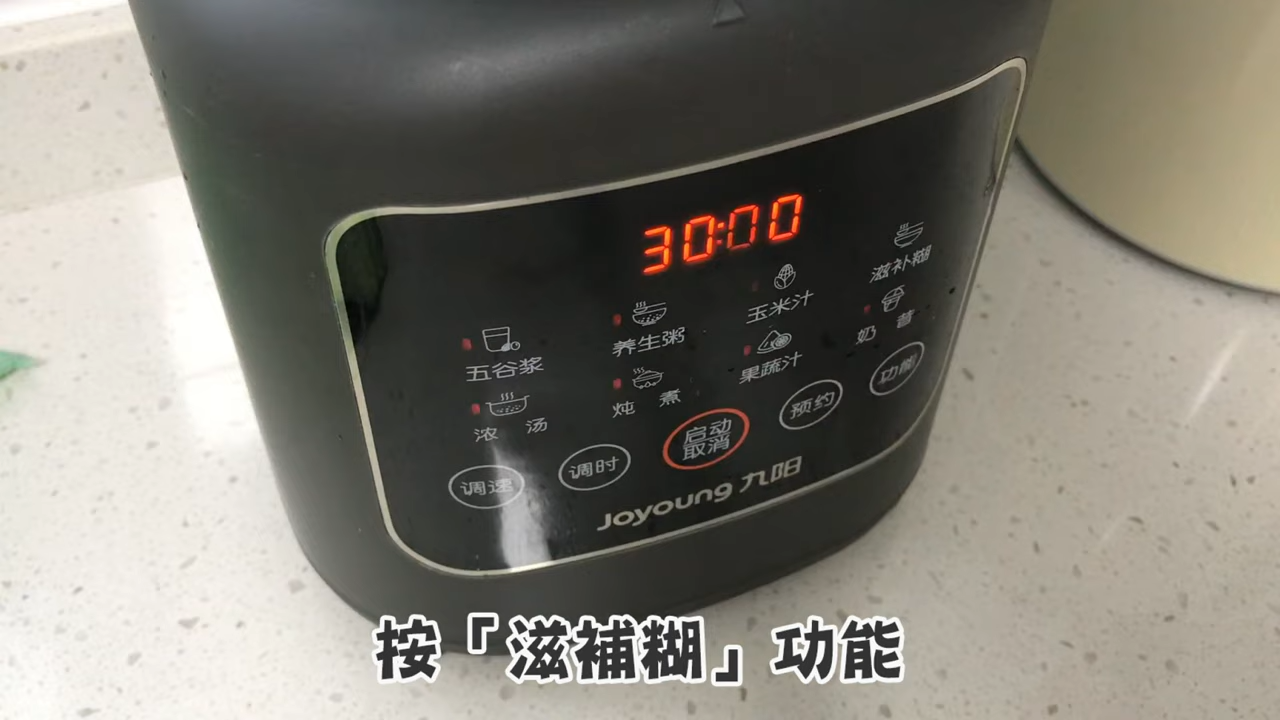 30:00
滋补糊
玉米汁
养生粥
五谷浆
奶昔
果蔬汁
炖煮
浓汤
功能
预约
启动
取消
调时
调速
Joyoung 九阳
按「滋補糊」功能